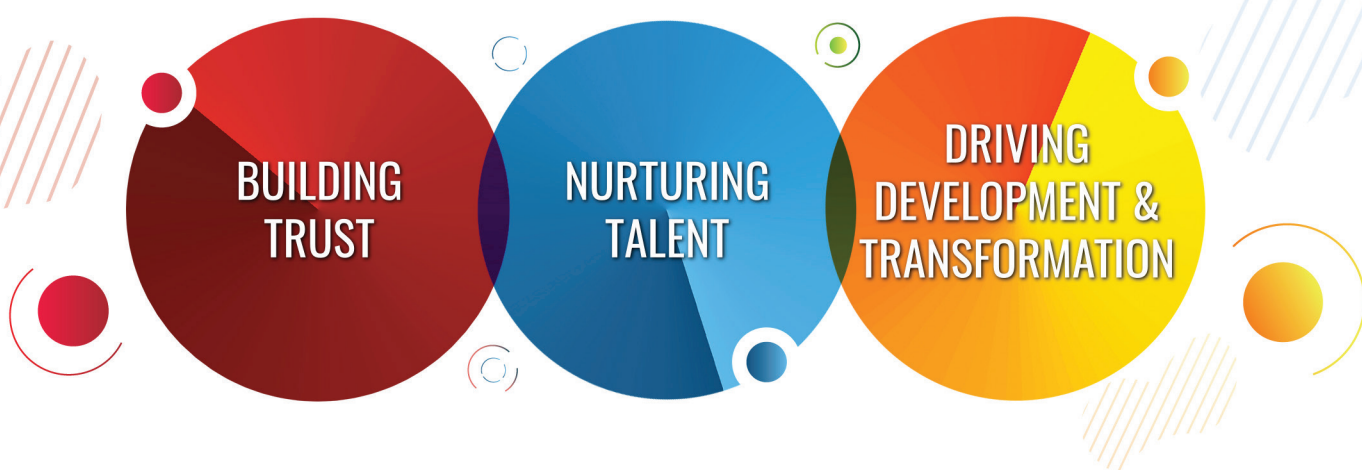 BUILDING
TRUST
NURTURING
TALENT
DRIVING
DEVELOPMENT &
TRANSFORMATION